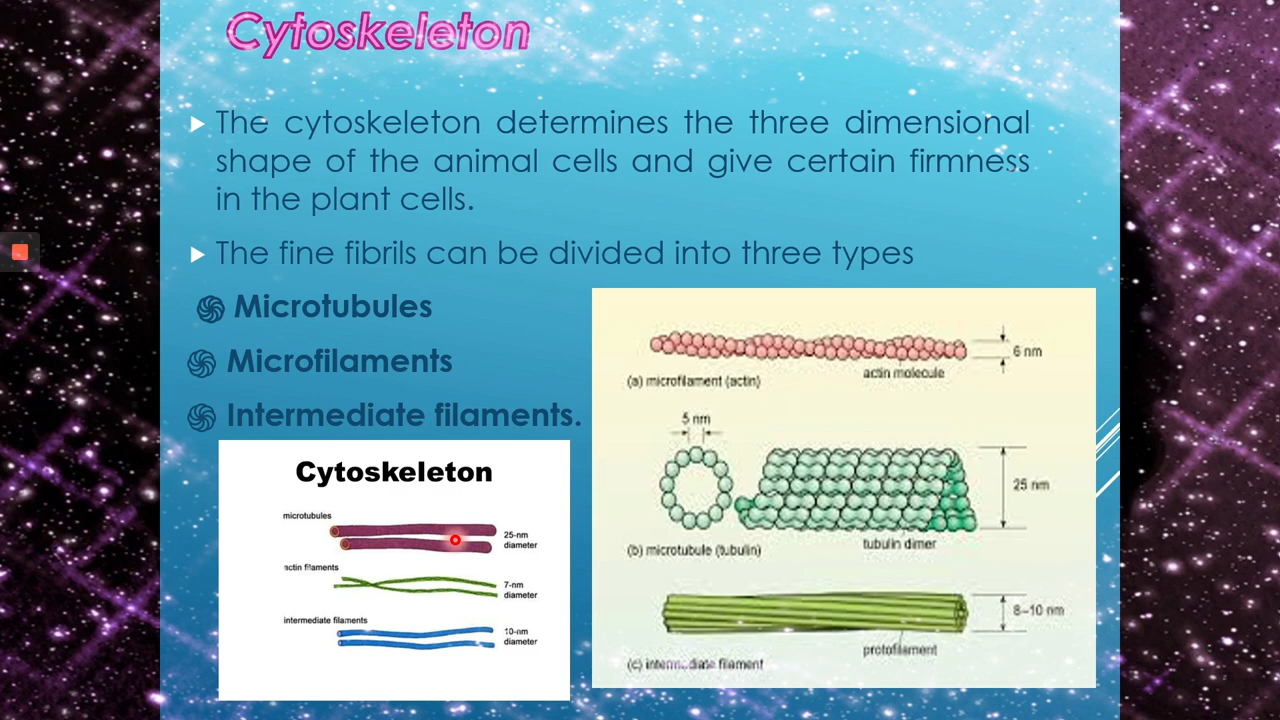 Cytoskeleton
The cytoskeleton determines the three dimensional
shape of the animal cells and give certain firmness
in the plant cells.
The fine fibrils can be divided into three types
Microtubules
Microfilaments
Intermediate filaments.
Cytoskeleton
microtubules
25-nm
diameter
actin filaments
7-nm
diameter
intermediate filaments
10-nm
diameter
6 nm
actin molecule
(a) microfilament (actin)
5 nm
25 nm
tubulin dimer
(b) microtubule (tubulin)
8–10 nm
protofilament
(c) intermediate filament